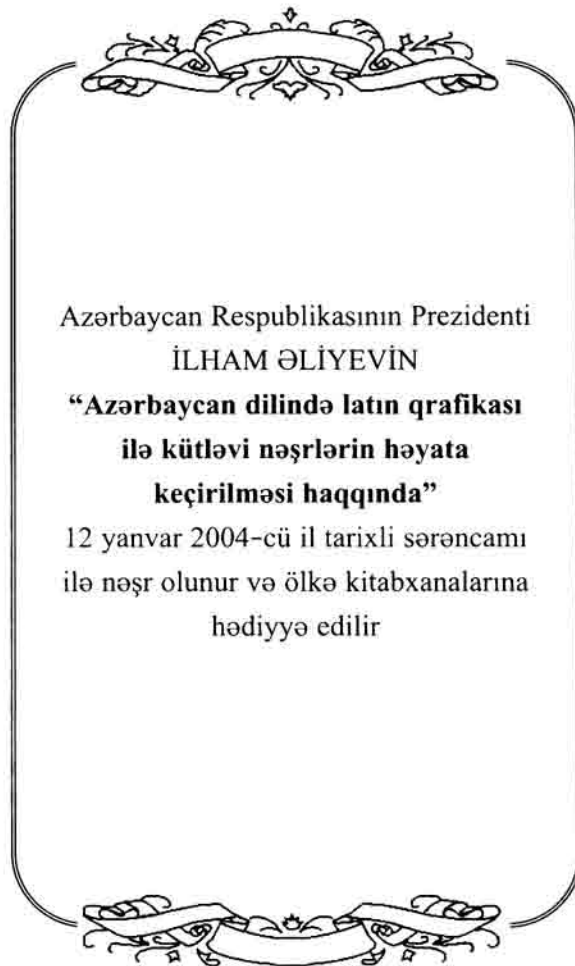 Azərbaycan Respublikasının Prezidenti
İLHAM ƏLİYEVİN
“Azərbaycan dilində latın qrafikası
ilə kütləvi nəşrlərin həyata
keçirilməsi haqqında”
12 yanvar 2004-cü il tarixli sərəncamı
ilə nəşr olunur və ölkə kitabxanalarına
hədiyyə edilir